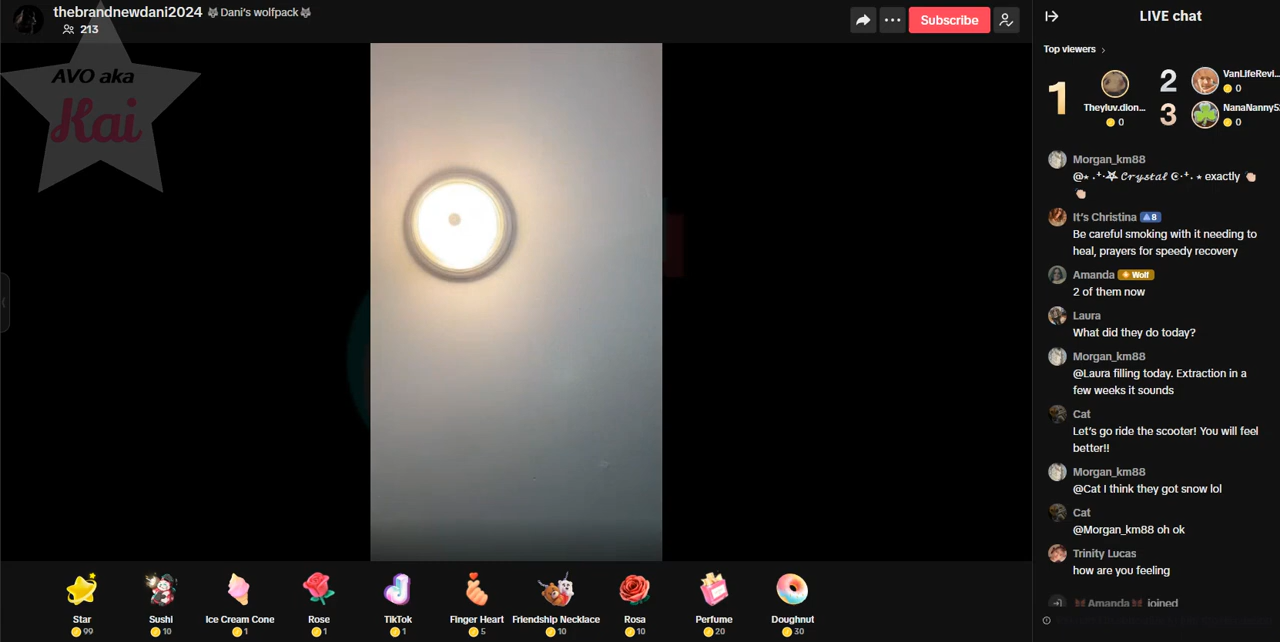 thebrandnewdani2024 🐺Dani's wolfpack🐺
213
Subscribe
AVO aka
Kai
LIVE chat
Top viewers
1
Theyluv.dion...
0
2
VanLifeRevi...
0
3
NanaNanny5
0
Morgan_km88
@⋆ .⁺·⛧ 𝓒𝓻𝔂𝓼𝓽𝓪𝓵 ☪·⁺. ⋆ exactly 👏🏻
👏🏻
It's Christina 8
Be careful smoking with it needing to
heal, prayers for speedy recovery
Amanda Wolf
2 of them now
Laura
What did they do today?
Morgan_km88
@Laura filling today. Extraction in a
few weeks it sounds
Cat
Let's go ride the scooter! You will feel
better!!
Morgan_km88
@Cat I think they got snow lol
Cat
@Morgan_km88 oh ok
Trinity Lucas
how are you feeling
Amanda joined
Star
99
Sushi
10
Ice Cream Cone
1
Rose
1
TikTok
1
Finger Heart
5
Friendship Necklace
10
Rosa
10
Perfume
20
Doughnut
30